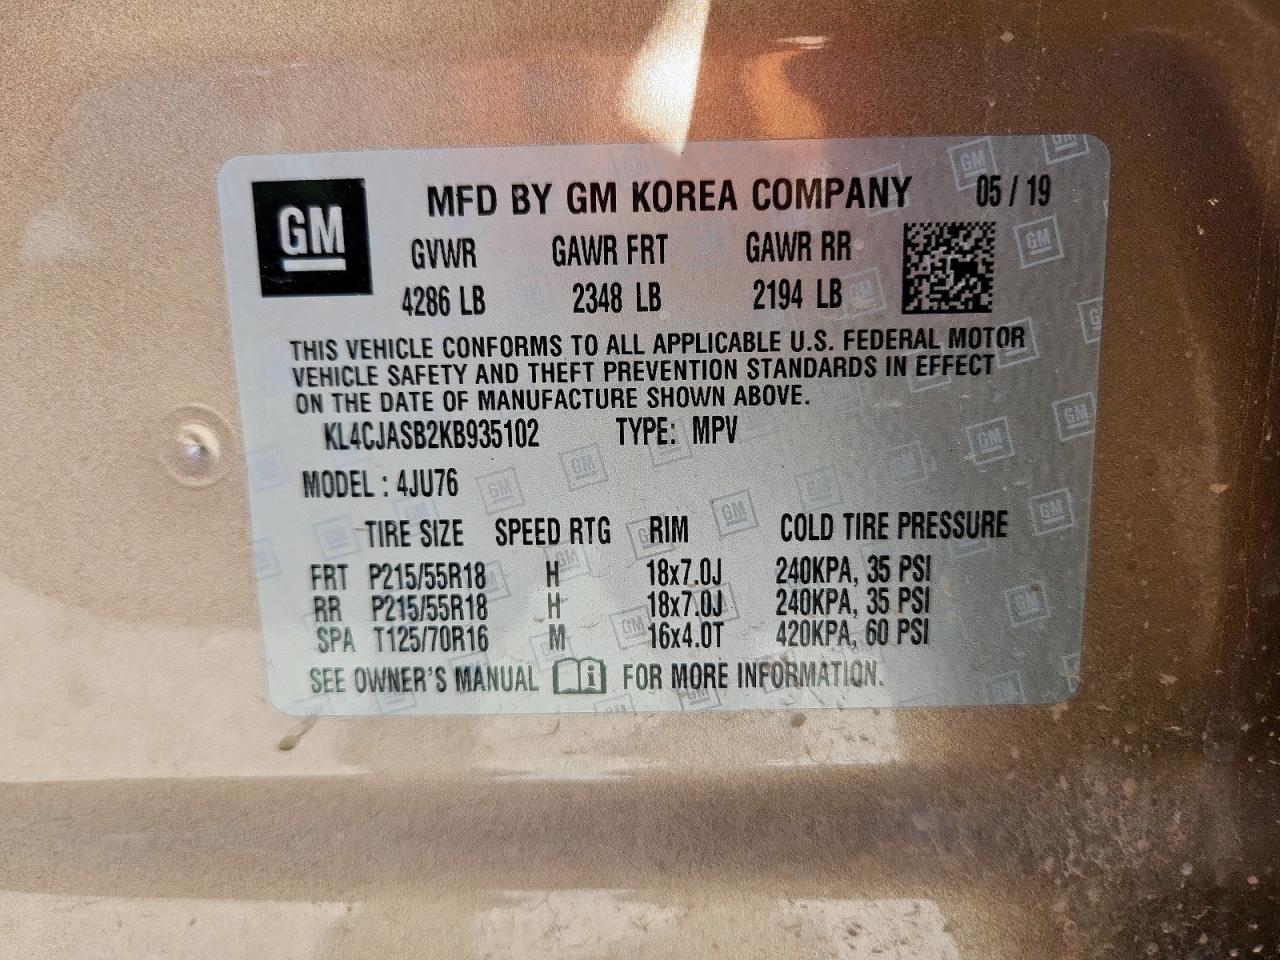 GM
MFD BY GM KOREA COMPANY 05 / 19
GVWR GAWR FRT GAWR RR
4286 LB 2348 LB 2194 LB
THIS VEHICLE CONFORMS TO ALL APPLICABLE U.S. FEDERAL MOTOR
VEHICLE SAFETY AND THEFT PREVENTION STANDARDS IN EFFECT
ON THE DATE OF MANUFACTURE SHOWN ABOVE.
KL4CJASB2KB935102 TYPE: MPV
MODEL : 4JU76
TIRE SIZE SPEED RTG RIM COLD TIRE PRESSURE
FRT P215/55R18 H 18x7.0J 240KPA, 35 PSI
RR P215/55R18 H 18x7.0J 240KPA, 35 PSI
SPA T125/70R16 M 16x4.0T 420KPA, 60 PSI
SEE OWNER'S MANUAL i FOR MORE INFORMATION.